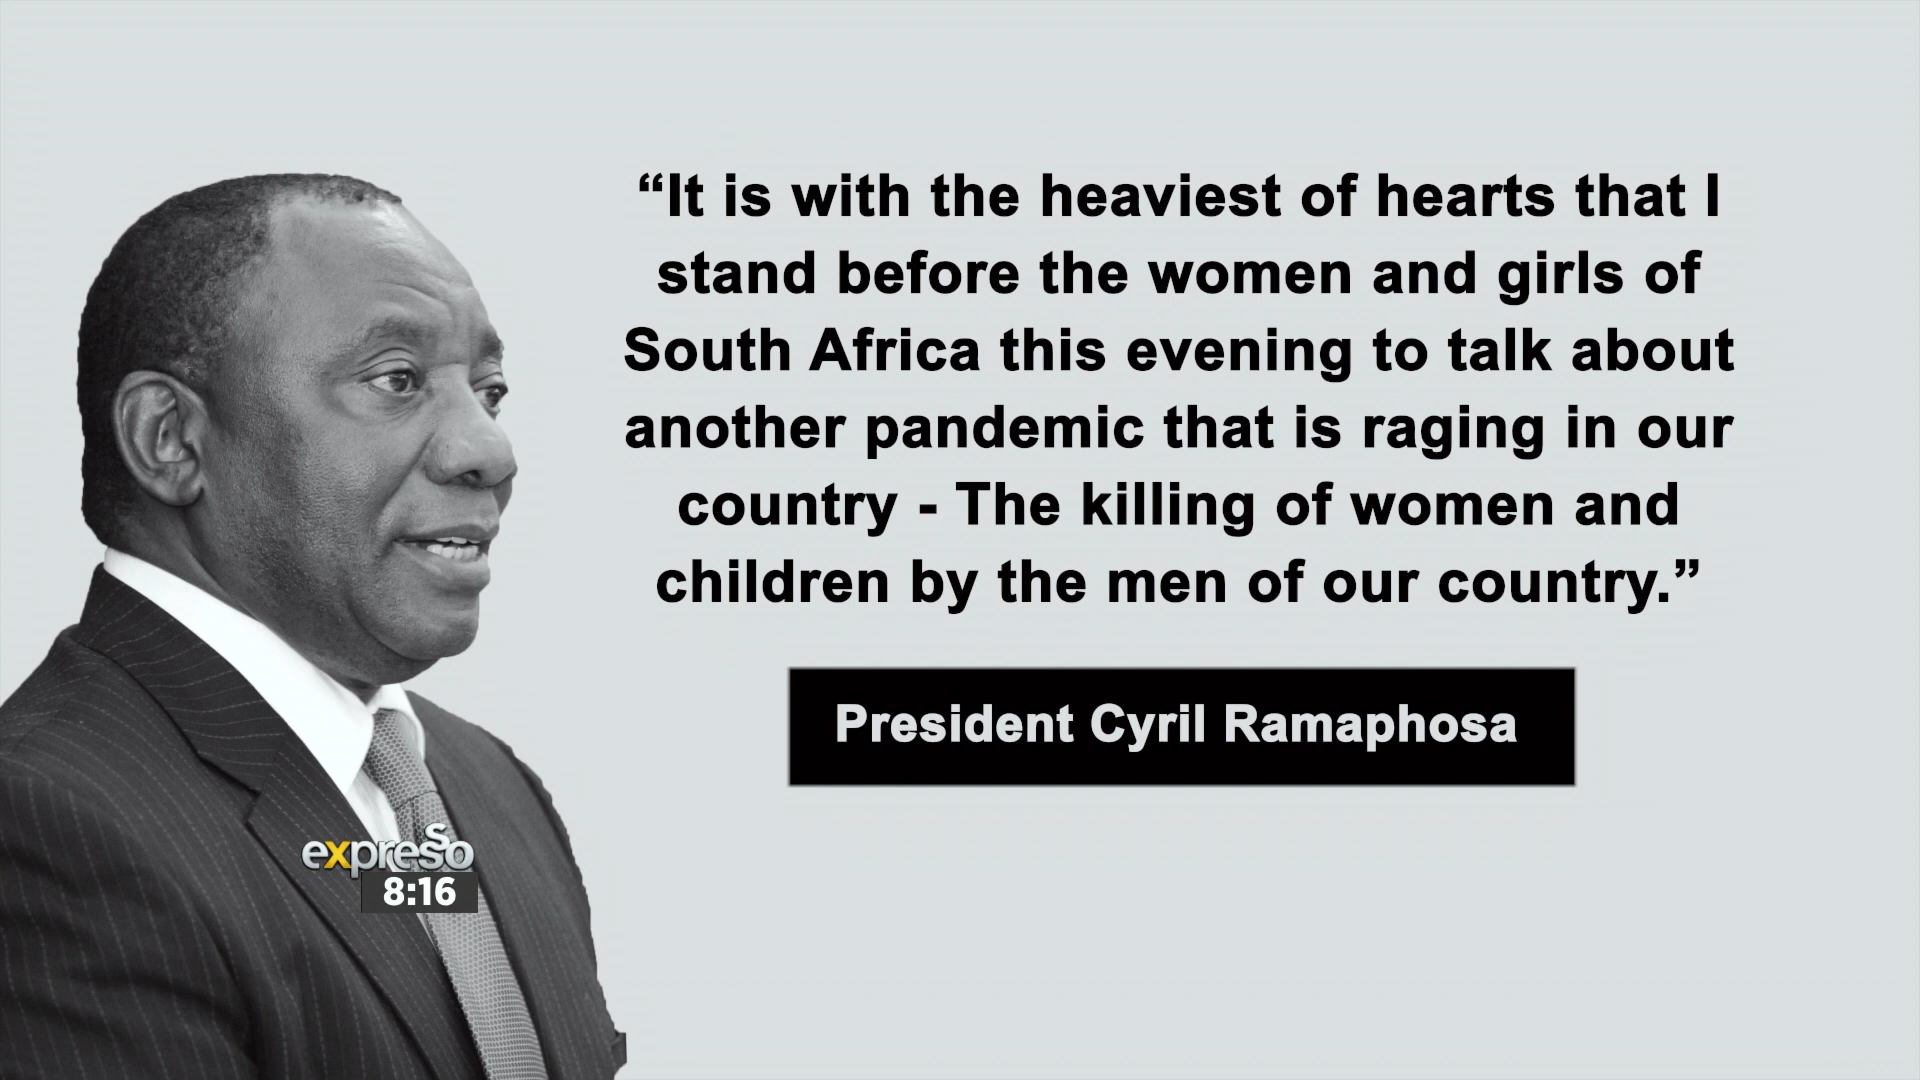 “It is with the heaviest of hearts that I
stand before the women and girls of
South Africa this evening to talk about
another pandemic that is raging in our
country - The killing of women and
children by the men of our country.”
President Cyril Ramaphosa
expresso
8:16